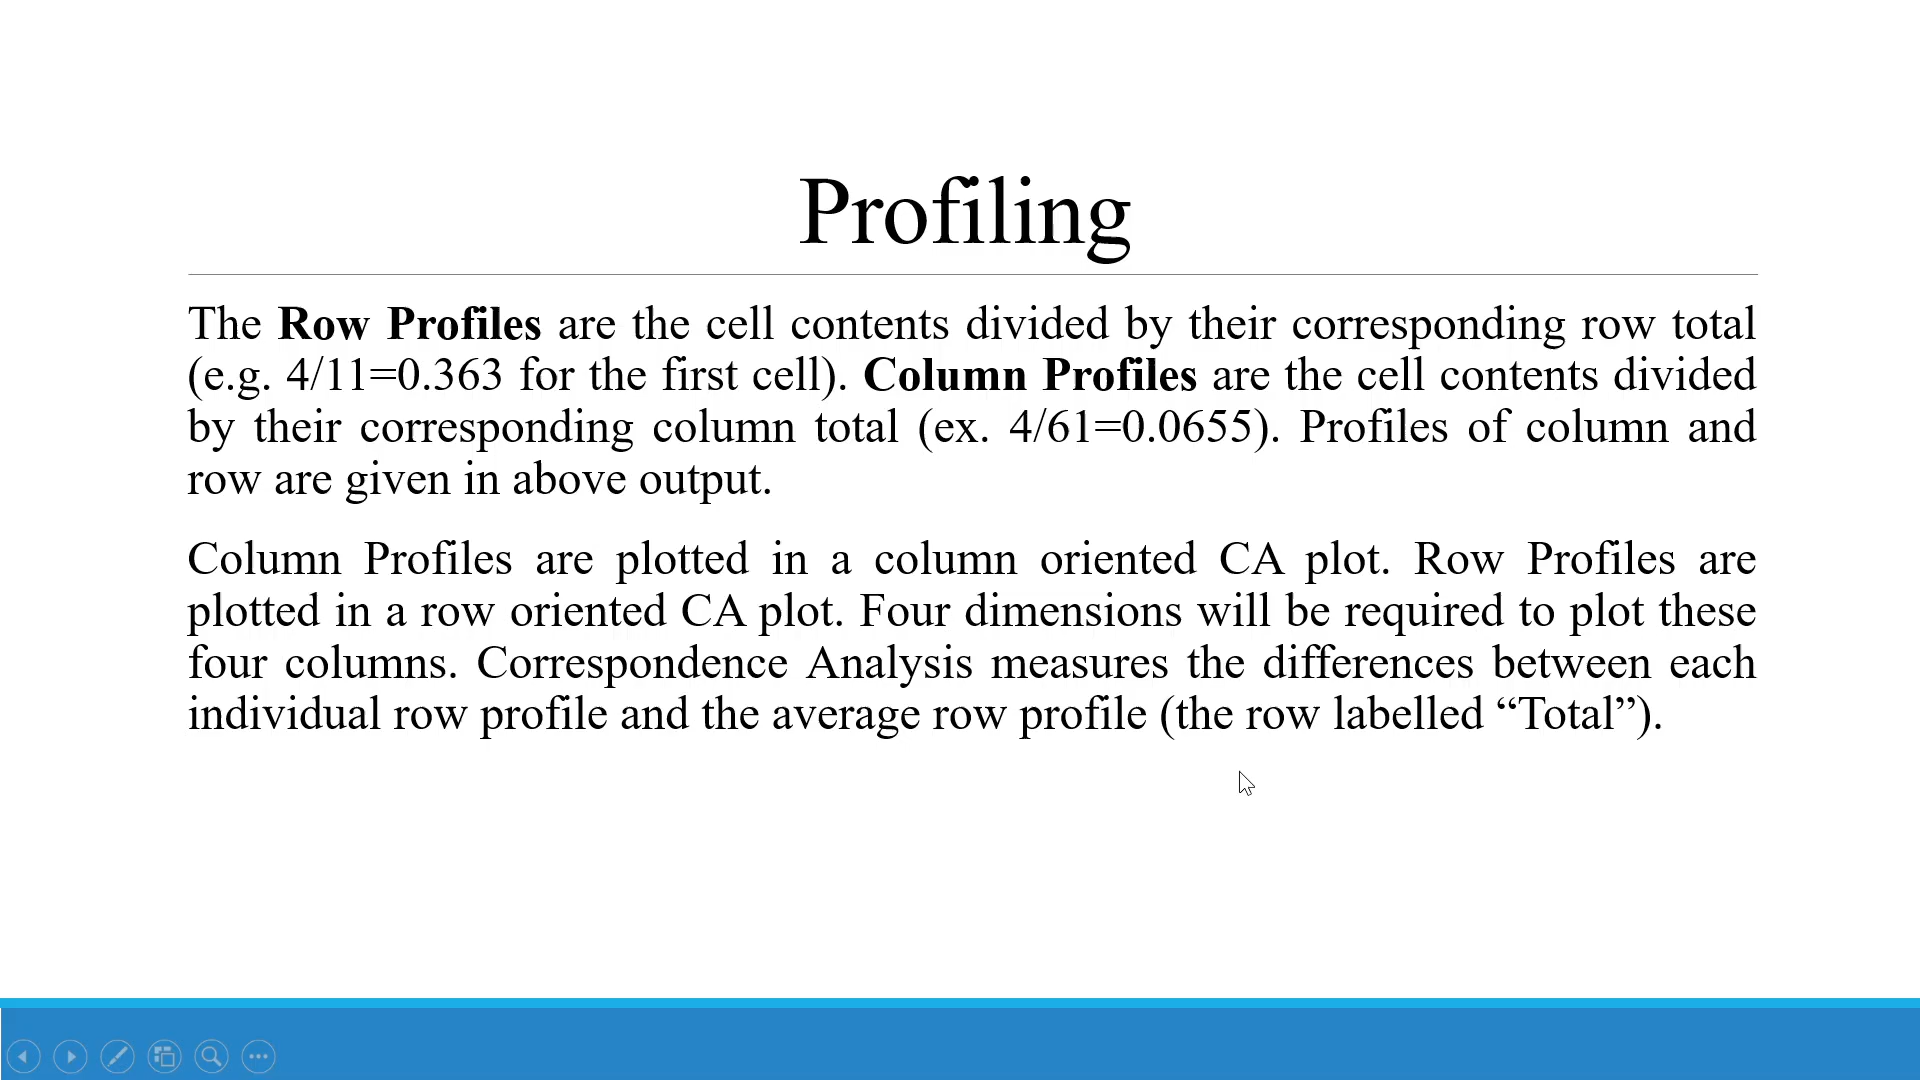 Profiling
The Row Profiles are the cell contents divided by their corresponding row total
(e.g. 4/11=0.363 for the first cell). Column Profiles are the cell contents divided
by their corresponding column total (ex. 4/61=0.0655). Profiles of column and
row are given in above output.
Column Profiles are plotted in a column oriented CA plot. Row Profiles are
plotted in a row oriented CA plot. Four dimensions will be required to plot these
four columns. Correspondence Analysis measures the differences between each
individual row profile and the average row profile (the row labelled “Total”).